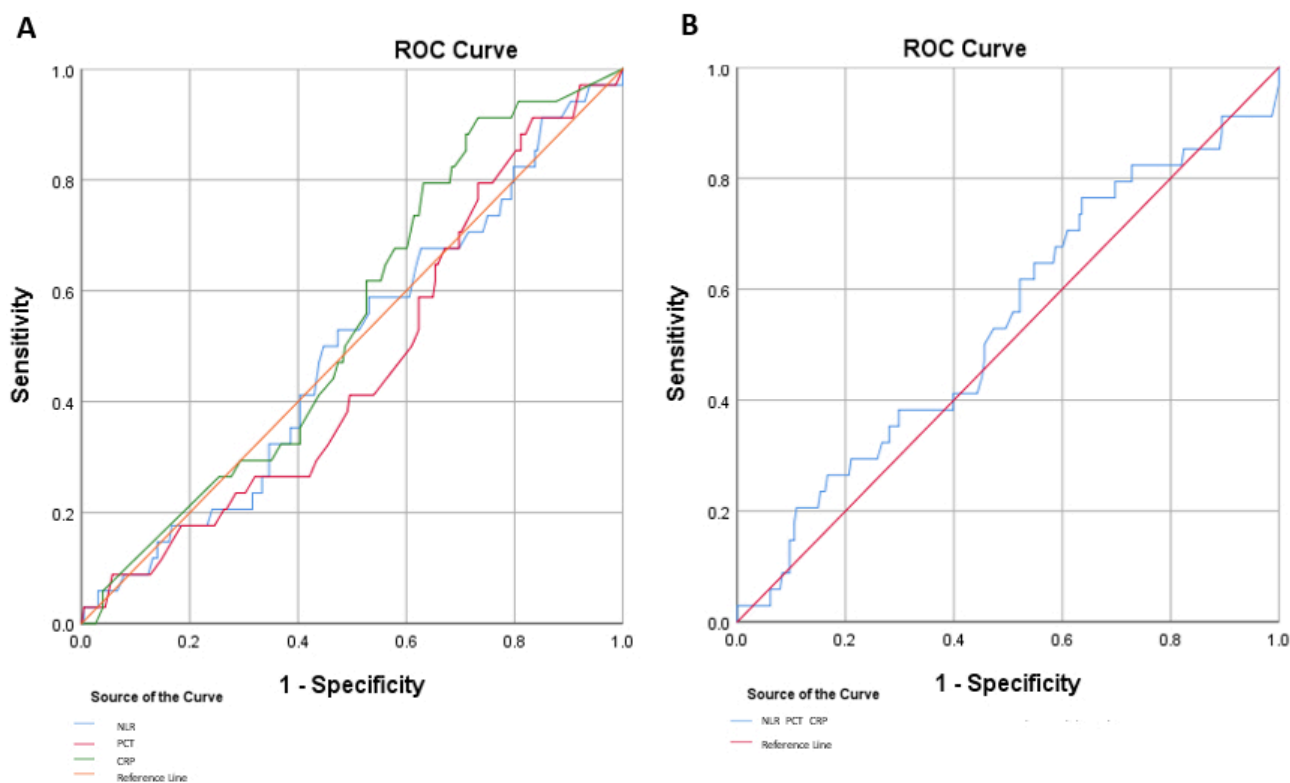 A
ROC Curve
1.0
0.8
0.6
0.4
0.2
0.0
Sensitivity
0.0 0.2 0.4 0.6 0.8 1.0
1 - Specificity
Source of the Curve
NLR
PCT
CRP
Reference Line
B
ROC Curve
1.0
0.8
0.6
0.4
0.2
0.0
Sensitivity
0.0 0.2 0.4 0.6 0.8 1.0
1 - Specificity
Source of the Curve
NLR PCT CRP
Reference Line